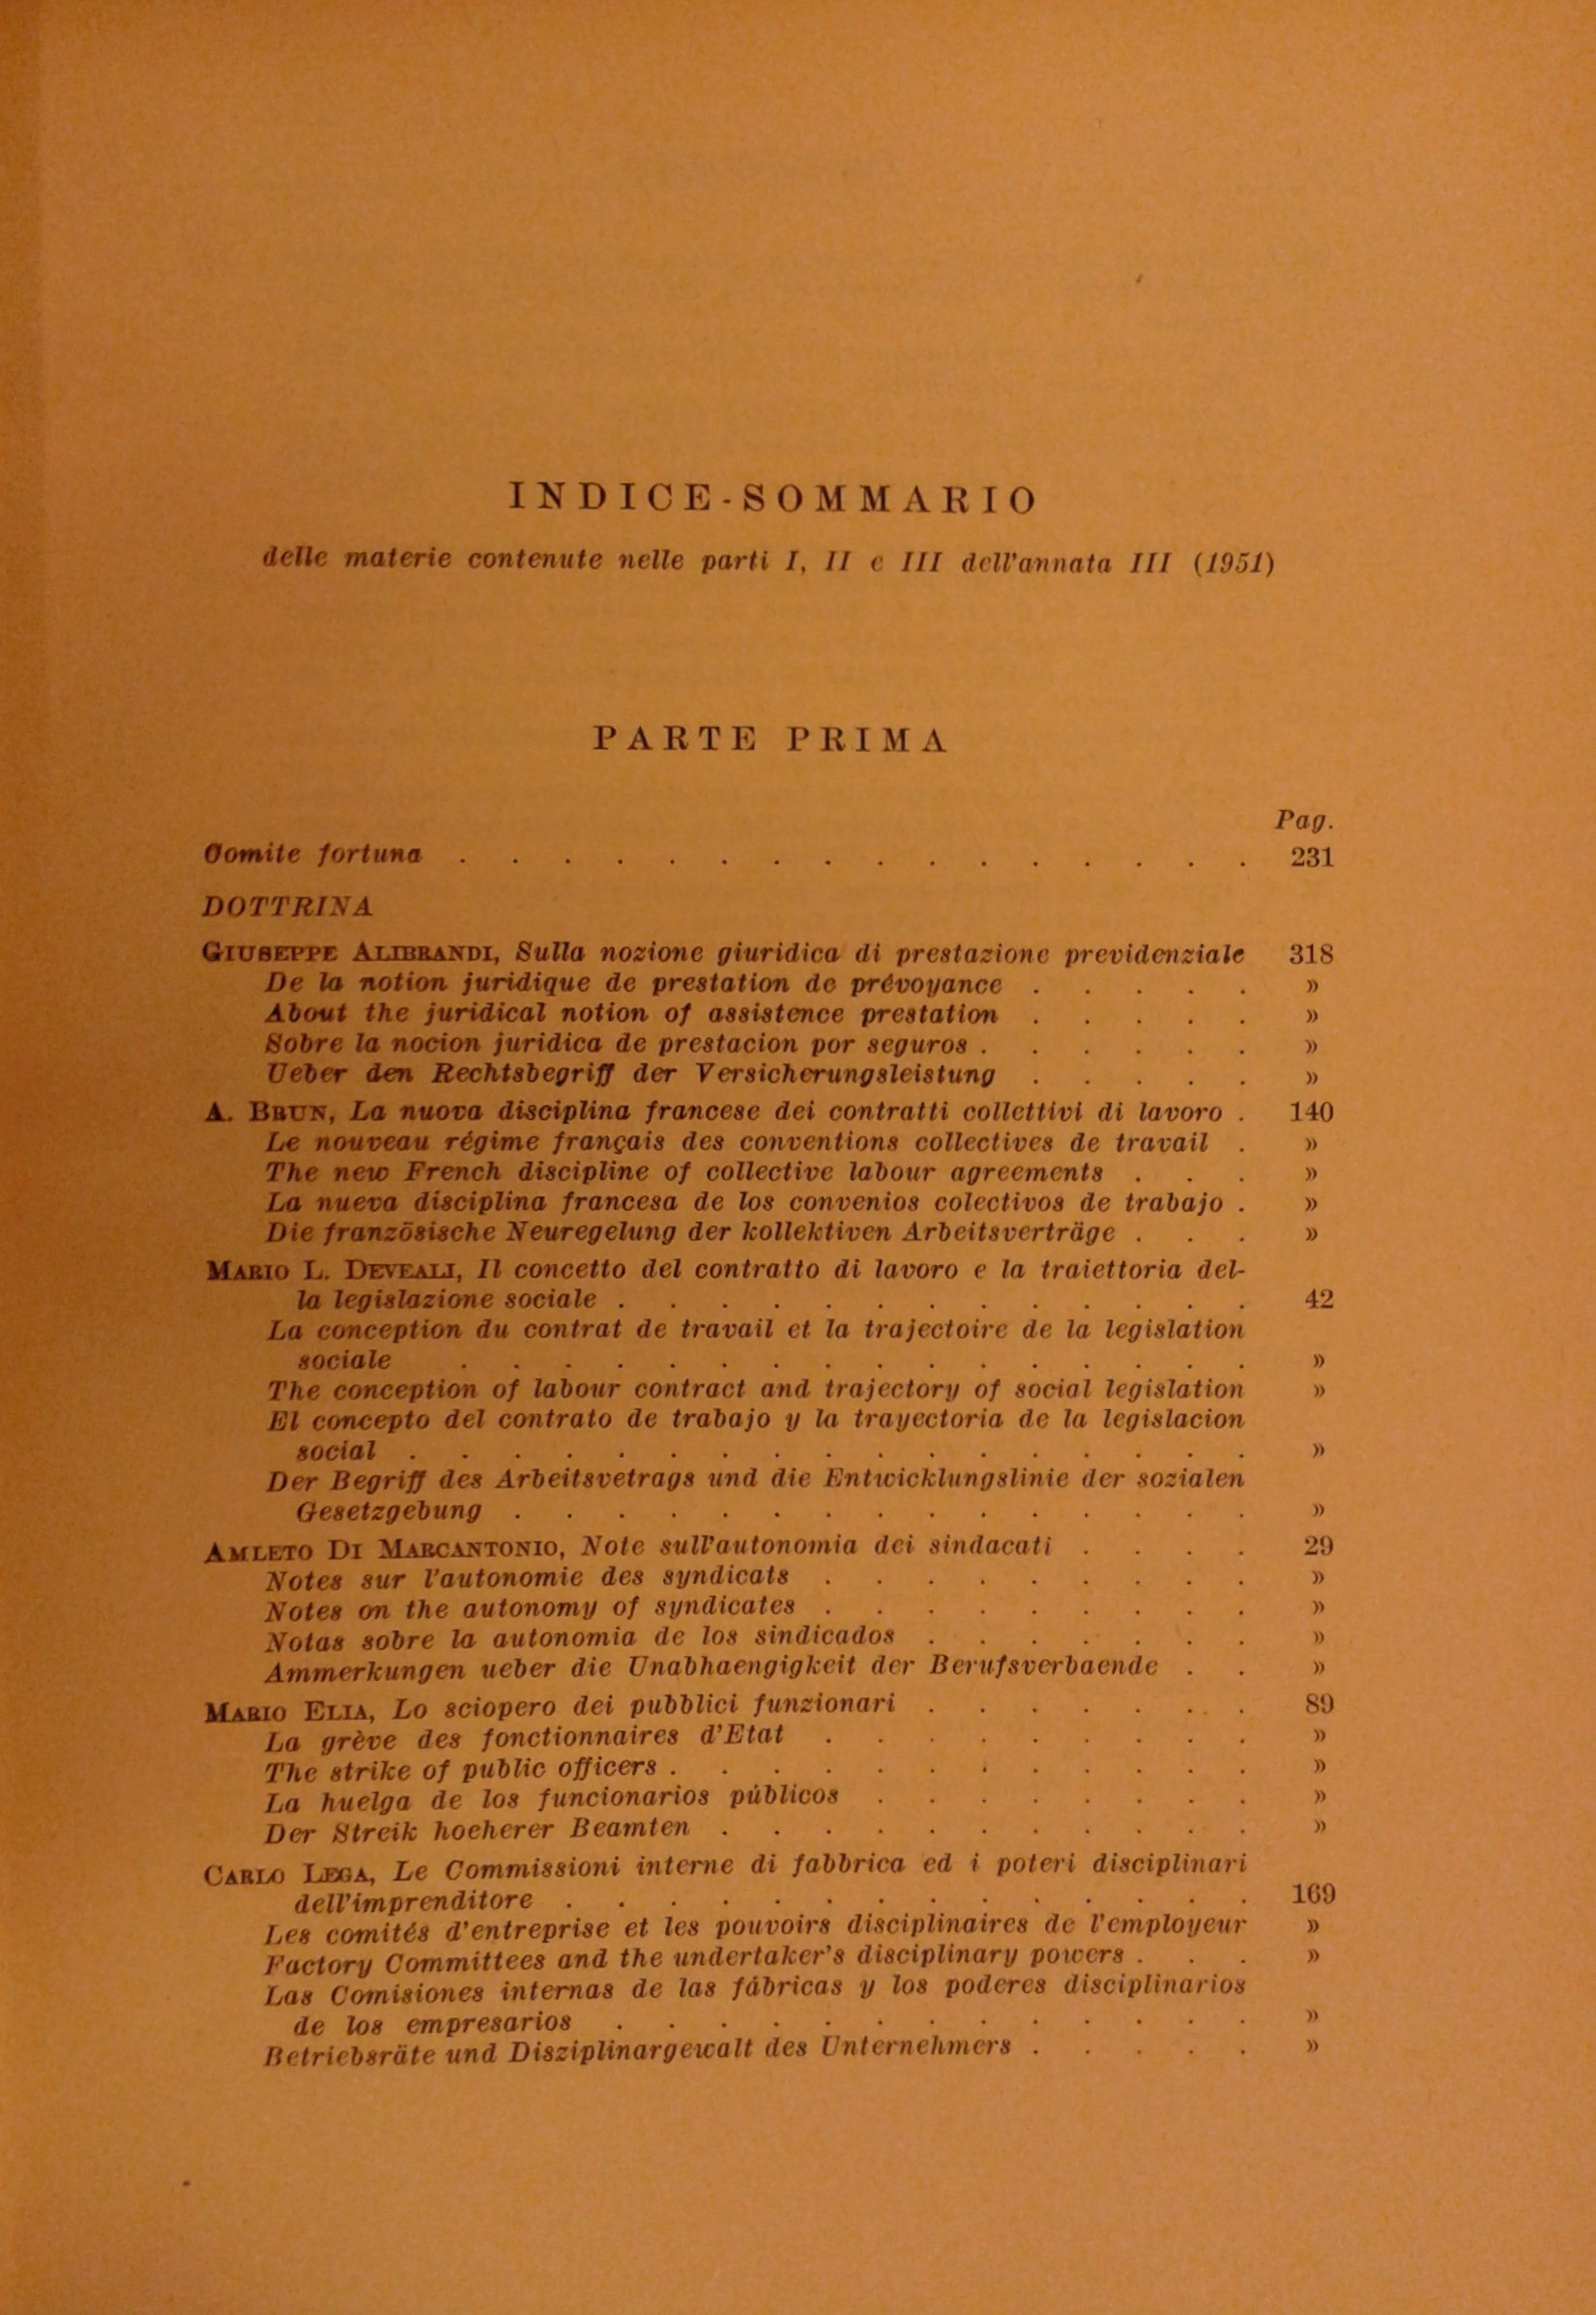 INDICE-SOMMARIO
delle materie contenute nelle parti I, II e III dell'annata III (1951)
PARTE PRIMA
Pag.
Comite fortuna . . . . . . . . . . . . . . . . 231
DOTTRINA
GIUSEPPE ALIBRANDI, Sulla nozione giuridica di prestazione previdenziale 318
De la notion juridique de prestation de prévoyance . . . . . »
About the juridical notion of assistence prestation . . . . . »
Sobre la nocion juridica de prestacion por seguros . . . . . . »
Ueber den Rechtsbegriff der Versicherungsleistung . . . . . »
A. BRUN, La nuova disciplina francese dei contratti collettivi di lavoro . 140
Le nouveau régime français des conventions collectives de travail . »
The new French discipline of collective labour agreements . . . »
La nueva disciplina francesa de los convenios colectivos de trabajo . »
Die französische Neuregelung der kollektiven Arbeitsverträge . . . »
MARIO L. DEVEALI, Il concetto del contratto di lavoro e la traiettoria del-
la legislazione sociale . . . . . . . . . . . . . 42
La conception du contrat de travail et la trajectoire de la legislation
sociale . . . . . . . . . . . . . . . . »
The conception of labour contract and trajectory of social legislation »
El concepto del contrato de trabajo y la trayectoria de la legislacion
social . . . . . . . . . . . . . . . . . »
Der Begriff des Arbeitsvetrags und die Entwicklungslinie der sozialen
Gesetzgebung . . . . . . . . . . . . . . . »
AMLETO DI MARCANTONIO, Note sull'autonomia dei sindacati . . . . 29
Notes sur l'autonomie des syndicats . . . . . . . . . »
Notes on the autonomy of syndicates . . . . . . . . . »
Notas sobre la autonomia de los sindicados . . . . . . . »
Ammerkungen ueber die Unabhaengigkeit der Berufsverbaende . . »
MARIO ELIA, Lo sciopero dei pubblici funzionari . . . . . . . 89
La grève des fonctionnaires d'Etat . . . . . . . . . »
The strike of public officers . . . . . . . . . . . . »
La huelga de los funcionarios públicos . . . . . . . . »
Der Streik hoeherer Beamten . . . . . . . . . . . »
CARLO LEGA, Le Commissioni interne di fabbrica ed i poteri disciplinari
dell'imprenditore . . . . . . . . . . . . . . 169
Les comités d'entreprise et les pouvoirs disciplinaires de l'employeur »
Factory Committees and the undertaker's disciplinary powers . . . »
Las Comisiones internas de las fábricas y los poderes disciplinarios
de los empresarios . . . . . . . . . . . . . »
Betriebsräte und Disziplinargewalt des Unternehmers . . . . . »